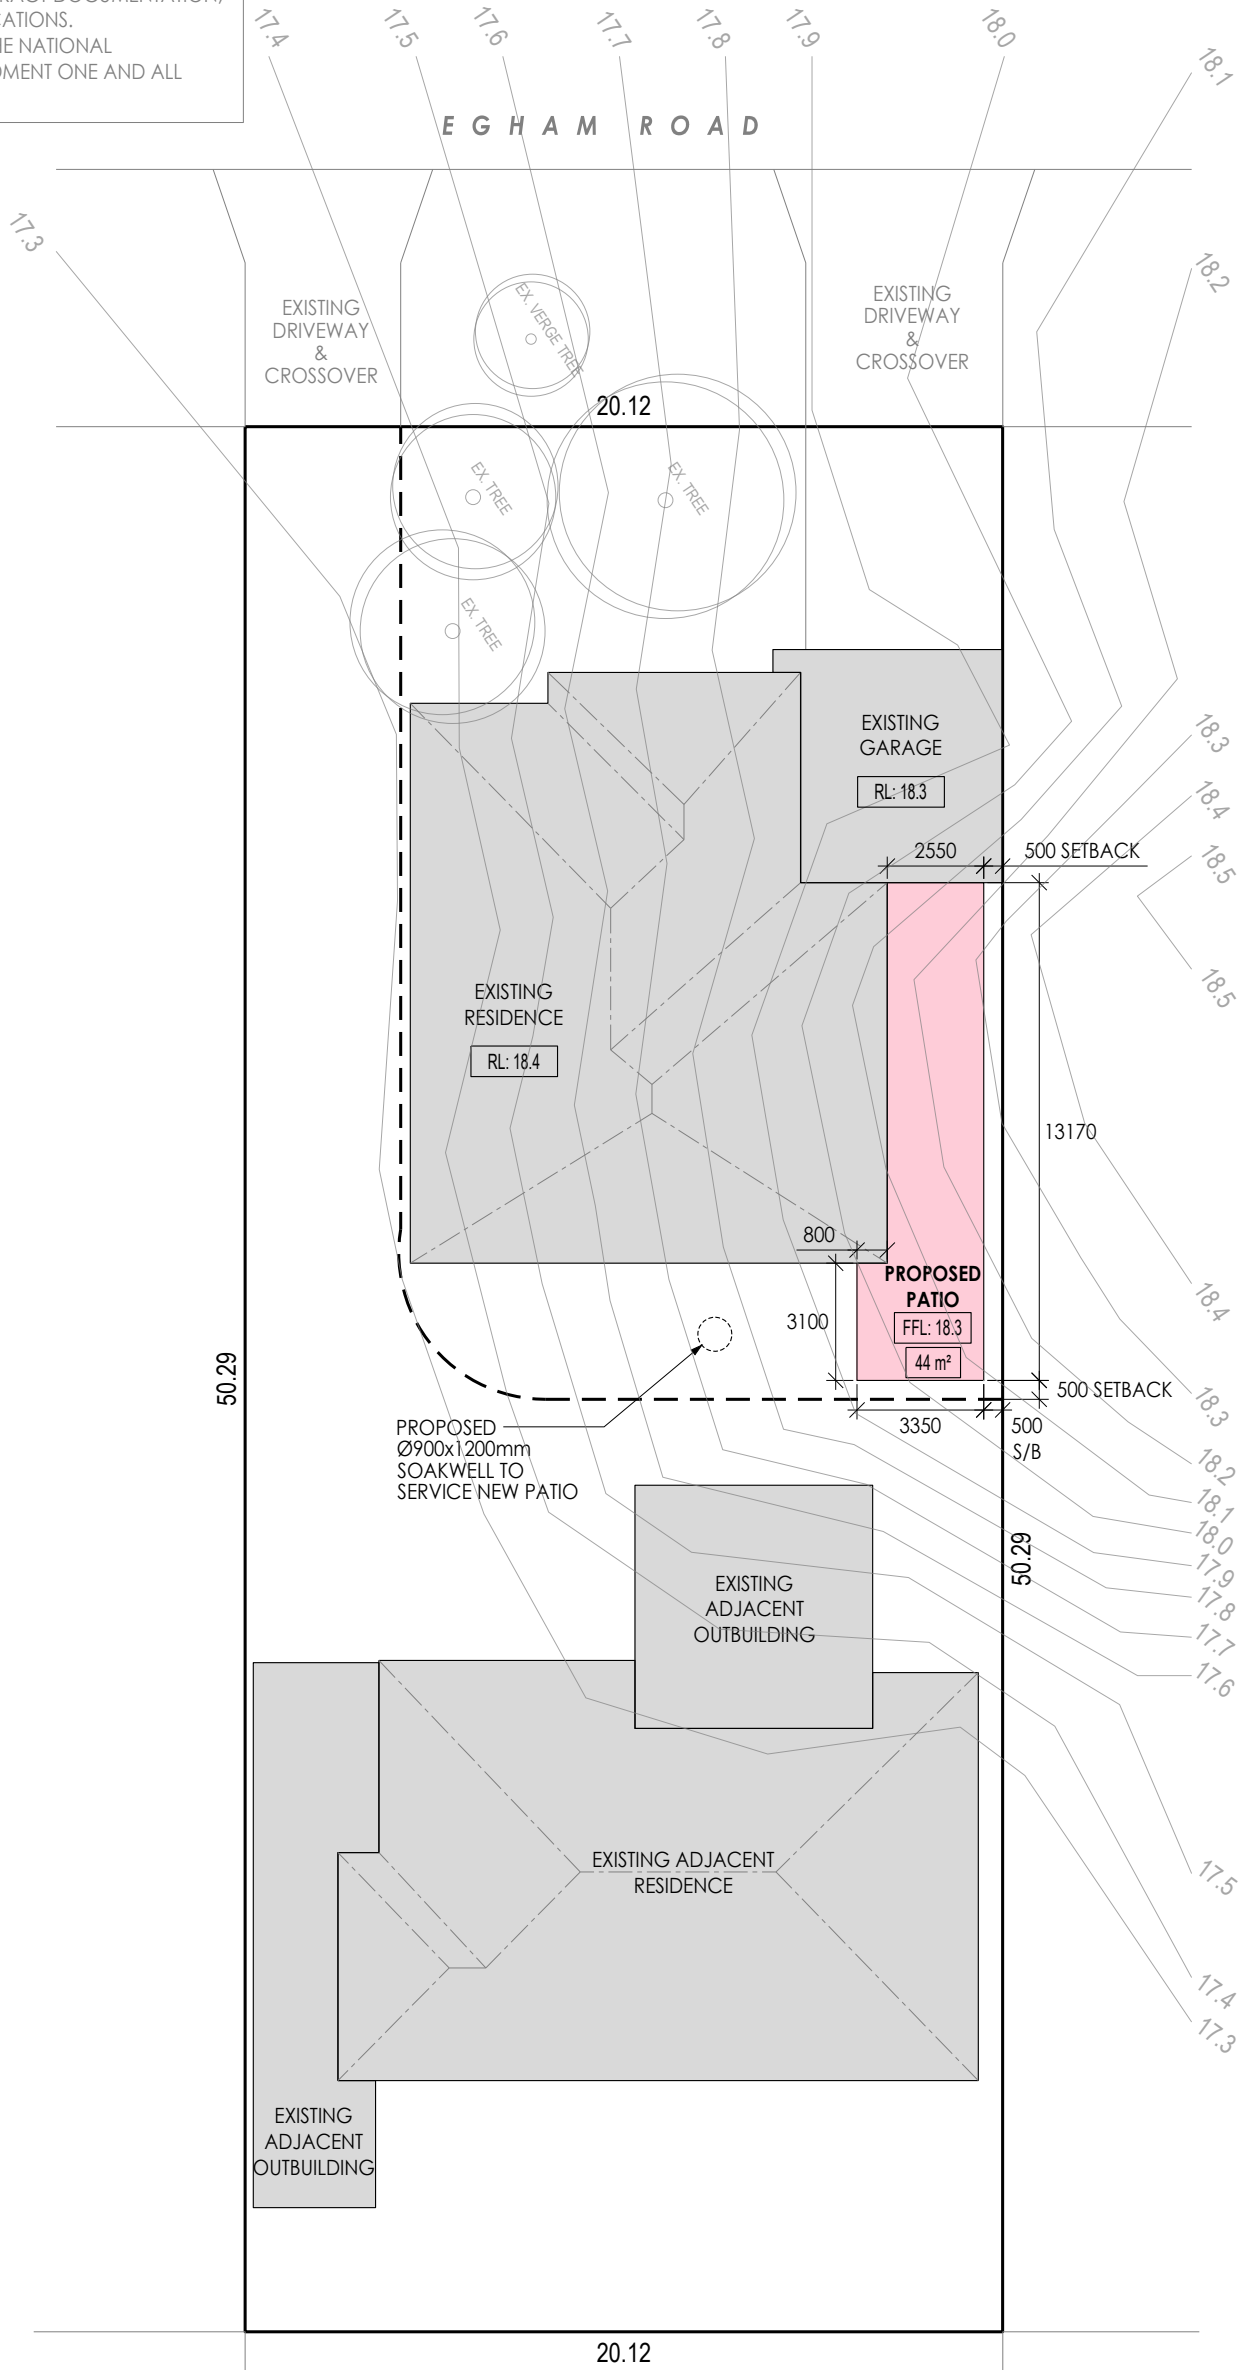 CATIONS.
NE NATIONAL
DMENT ONE AND ALL
17.4
17.5
17.6
17.7
17.8
17.9
18.0
18.1
EGHAM ROAD
17.3
18.2
EXISTING
DRIVEWAY
&
CROSSOVER
EX. VERGE TREE
EXISTING
DRIVEWAY
&
CROSSOVER
20.12
EX. TREE
EX. TREE
EX. TREE
EXISTING
GARAGE
RL: 18.3
18.3
18.4
18.5
18.5
2550
500 SETBACK
EXISTING
RESIDENCE
RL: 18.4
13170
800
PROPOSED
PATIO
FFL: 18.3
44 m²
3100
18.4
50.29
500 SETBACK
3350
500
S/B
PROPOSED
Ø900x1200mm
SOAKWELL TO
SERVICE NEW PATIO
18.3
18.2
18.1
18.0
17.9
17.8
17.7
17.6
50.29
EXISTING
ADJACENT
OUTBUILDING
EXISTING ADJACENT
RESIDENCE
17.5
17.4
17.3
EXISTING
ADJACENT
OUTBUILDING
20.12